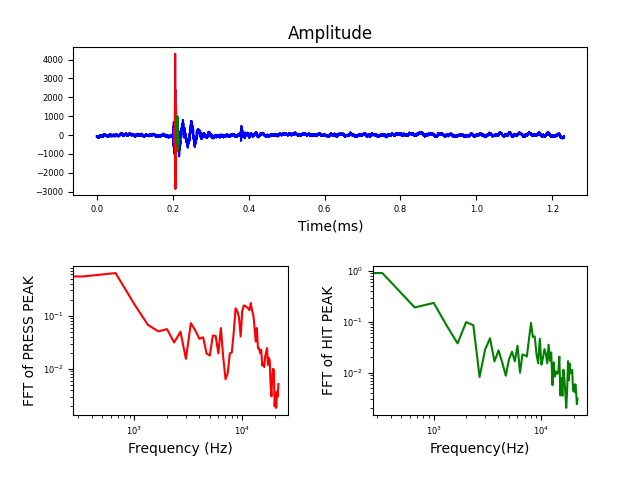 Amplitude
4000
3000
2000
1000
0
−1000
−2000
−3000
0.0 0.2 0.4 0.6 0.8 1.0 1.2
Time(ms)
FFT of PRESS PEAK
10⁻¹
10⁻²
10³ 10⁴
Frequency (Hz)
FFT of HIT PEAK
10⁰
10⁻¹
10⁻²
10³ 10⁴
Frequency(Hz)